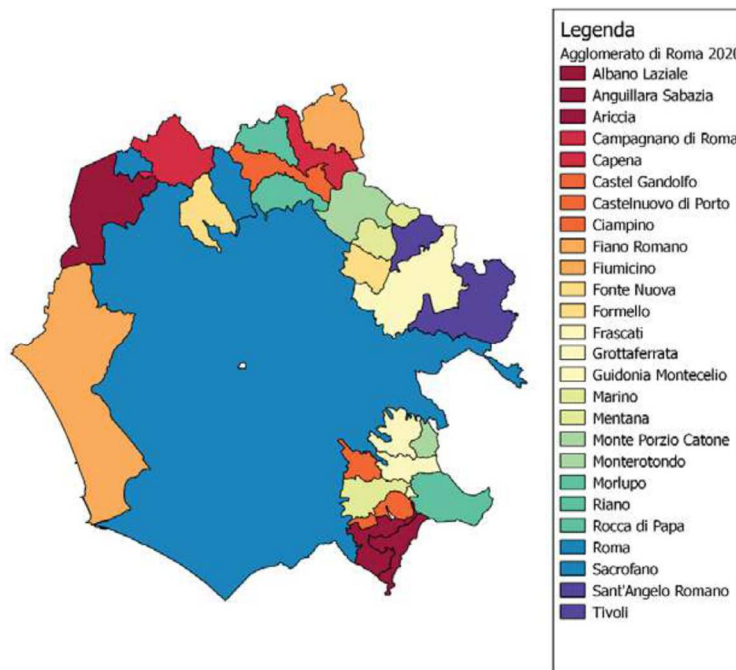 Legenda
Agglomerato di Roma 2020
Albano Laziale
Anguillara Sabazia
Ariccia
Campagnano di Roma
Capena
Castel Gandolfo
Castelnuovo di Porto
Ciampino
Fiano Romano
Fiumicino
Fonte Nuova
Formello
Frascati
Grottaferrata
Guidonia Montecelio
Marino
Mentana
Monte Porzio Catone
Monterotondo
Morlupo
Riano
Rocca di Papa
Roma
Sacrofano
Sant'Angelo Romano
Tivoli